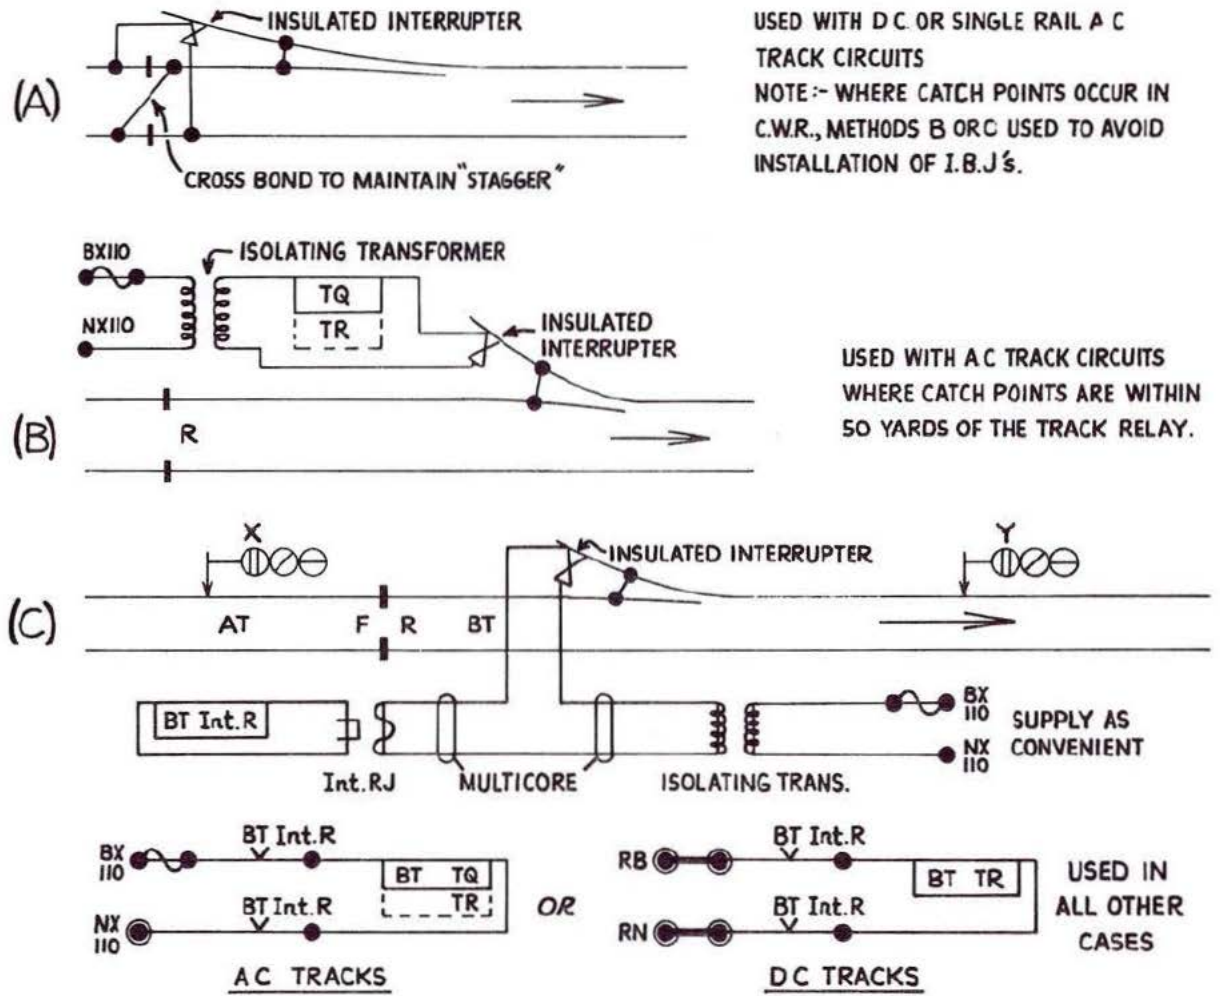 INSULATED INTERRUPTER
(A)
CROSS BOND TO MAINTAIN "STAGGER"
USED WITH DC OR SINGLE RAIL AC
TRACK CIRCUITS
NOTE:- WHERE CATCH POINTS OCCUR IN
C.W.R., METHODS B OR C USED TO AVOID
INSTALLATION OF I.B.J's.
BX110
ISOLATING TRANSFORMER
TQ
TR
NX110
INSULATED
INTERRUPTER
(B)
R
USED WITH AC TRACK CIRCUITS
WHERE CATCH POINTS ARE WITHIN
50 YARDS OF THE TRACK RELAY.
X
INSULATED INTERRUPTER
Y
(C)
AT F R BT
BT Int.R
Int.RJ
MULTICORE
ISOLATING TRANS.
BX
110
NX
110
SUPPLY AS
CONVENIENT
BT Int.R
BX
110
BT TQ
TR
BT Int.R
NX
110
AC TRACKS
OR
BT Int.R
RB
BT TR
BT Int.R
RN
DC TRACKS
USED IN
ALL OTHER
CASES